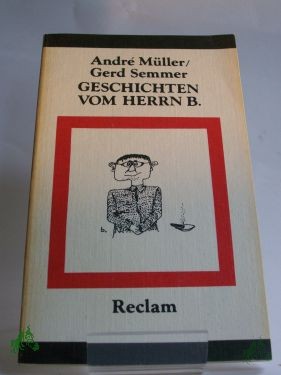 André Müller/
Gerd Semmer
GESCHICHTEN
VOM HERRN B.
b.
Reclam